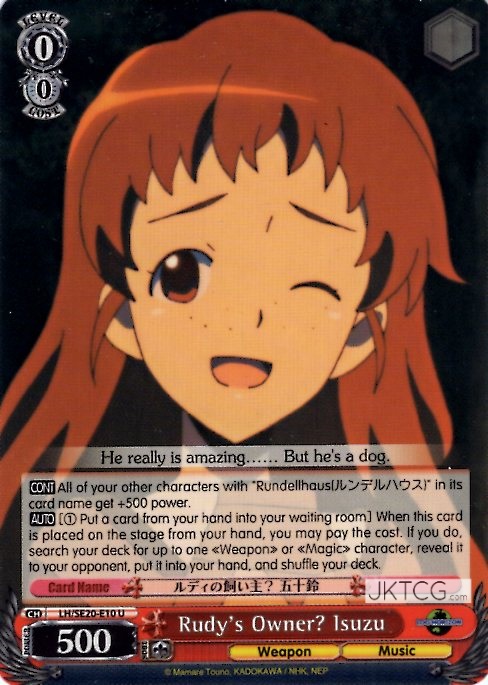 LEVEL
0
0
COST
He really is amazing…… But he's a dog.
CONT All of your other characters with "Rundellhaus(ルンデルハウス)" in its
card name get +500 power.
AUTO [① Put a card from your hand into your waiting room] When this card
is placed on the stage from your hand, you may pay the cost. If you do,
search your deck for up to one «Weapon» or «Magic» character, reveal it
to your opponent, put it into your hand, and shuffle your deck.
Card Name ルディの飼い主? 五十鈴
JKTCG.com
CH LH/SE20-E10 U
POWER 500 SOUL
Rudy's Owner? Isuzu
Weapon Music
© Mamare Touno, KADOKAWA / NHK, NEP